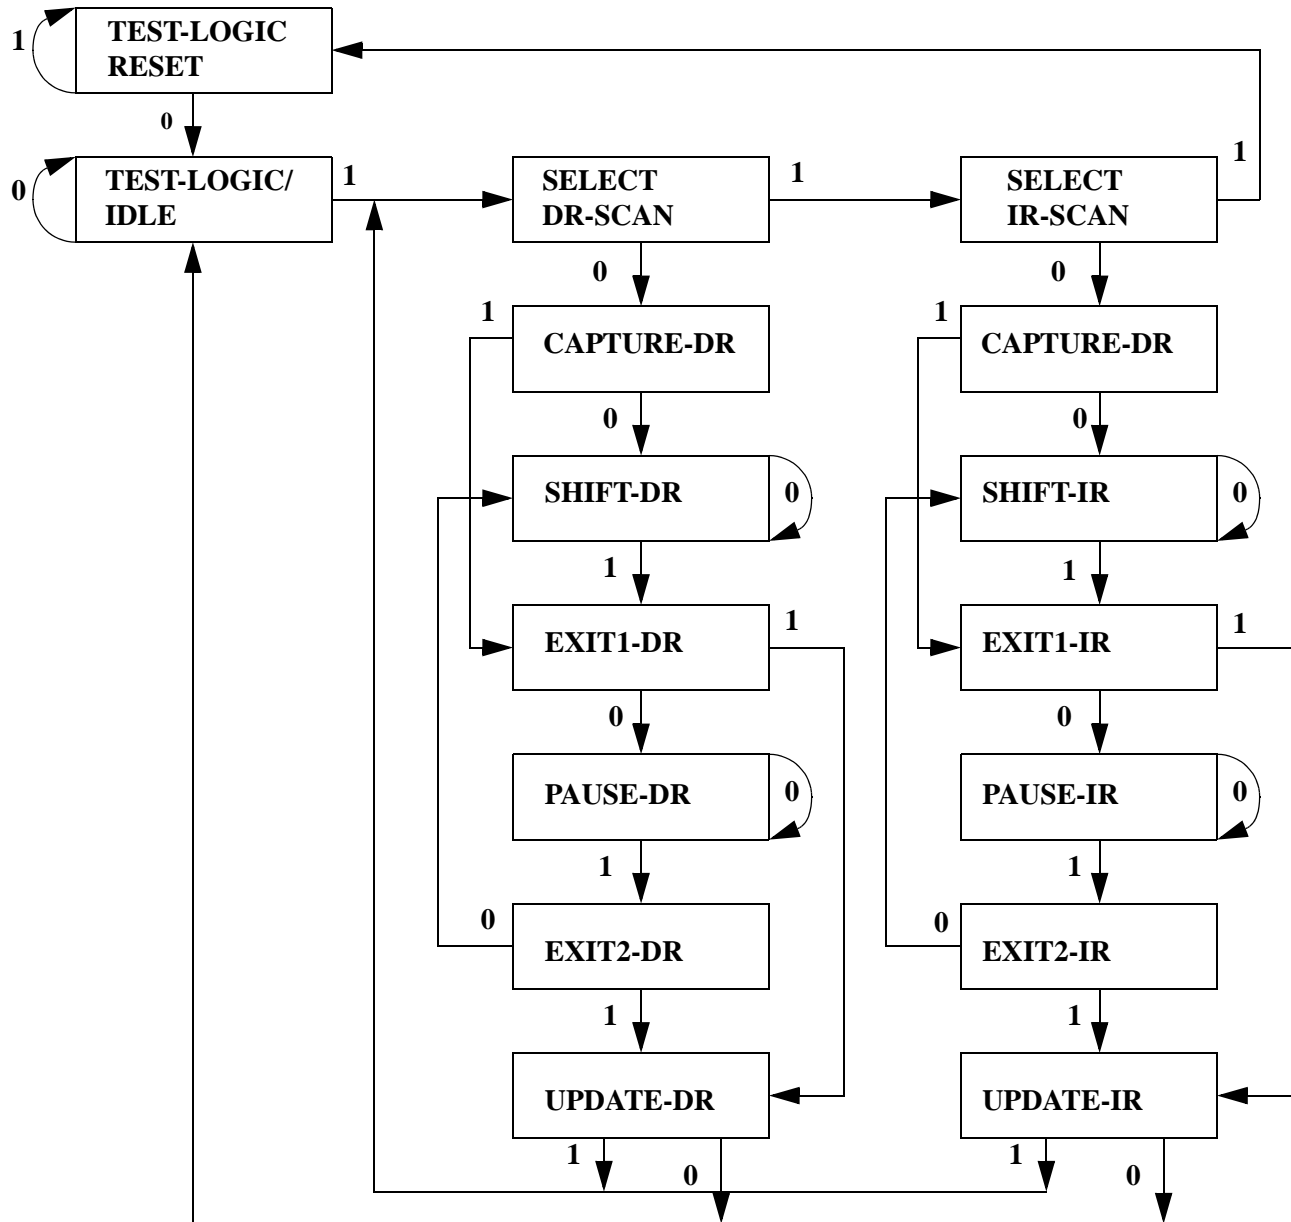 TEST-LOGIC
RESET
1
0
TEST-LOGIC/
IDLE
0
1
SELECT
DR-SCAN
1
SELECT
IR-SCAN
1
0
0
1
CAPTURE-DR
1
CAPTURE-DR
0
0
SHIFT-DR
0
SHIFT-IR
0
1
1
EXIT1-DR
1
EXIT1-IR
1
0
0
PAUSE-DR
0
PAUSE-IR
0
1
1
0
EXIT2-DR
0
EXIT2-IR
1
1
UPDATE-DR
UPDATE-IR
1
0
1
0